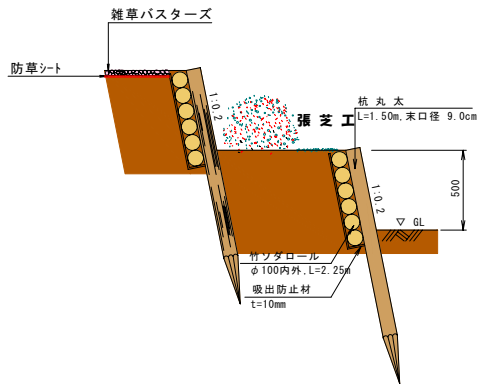 雑草バスターズ
防草シート
1:0.2
張芝工
杭丸太
L=1.50m,末口径 9.0cm
1:0.2
500
▽ GL
竹ソダロール
φ100内外,L=2.25m
吸出防止材
t=10mm